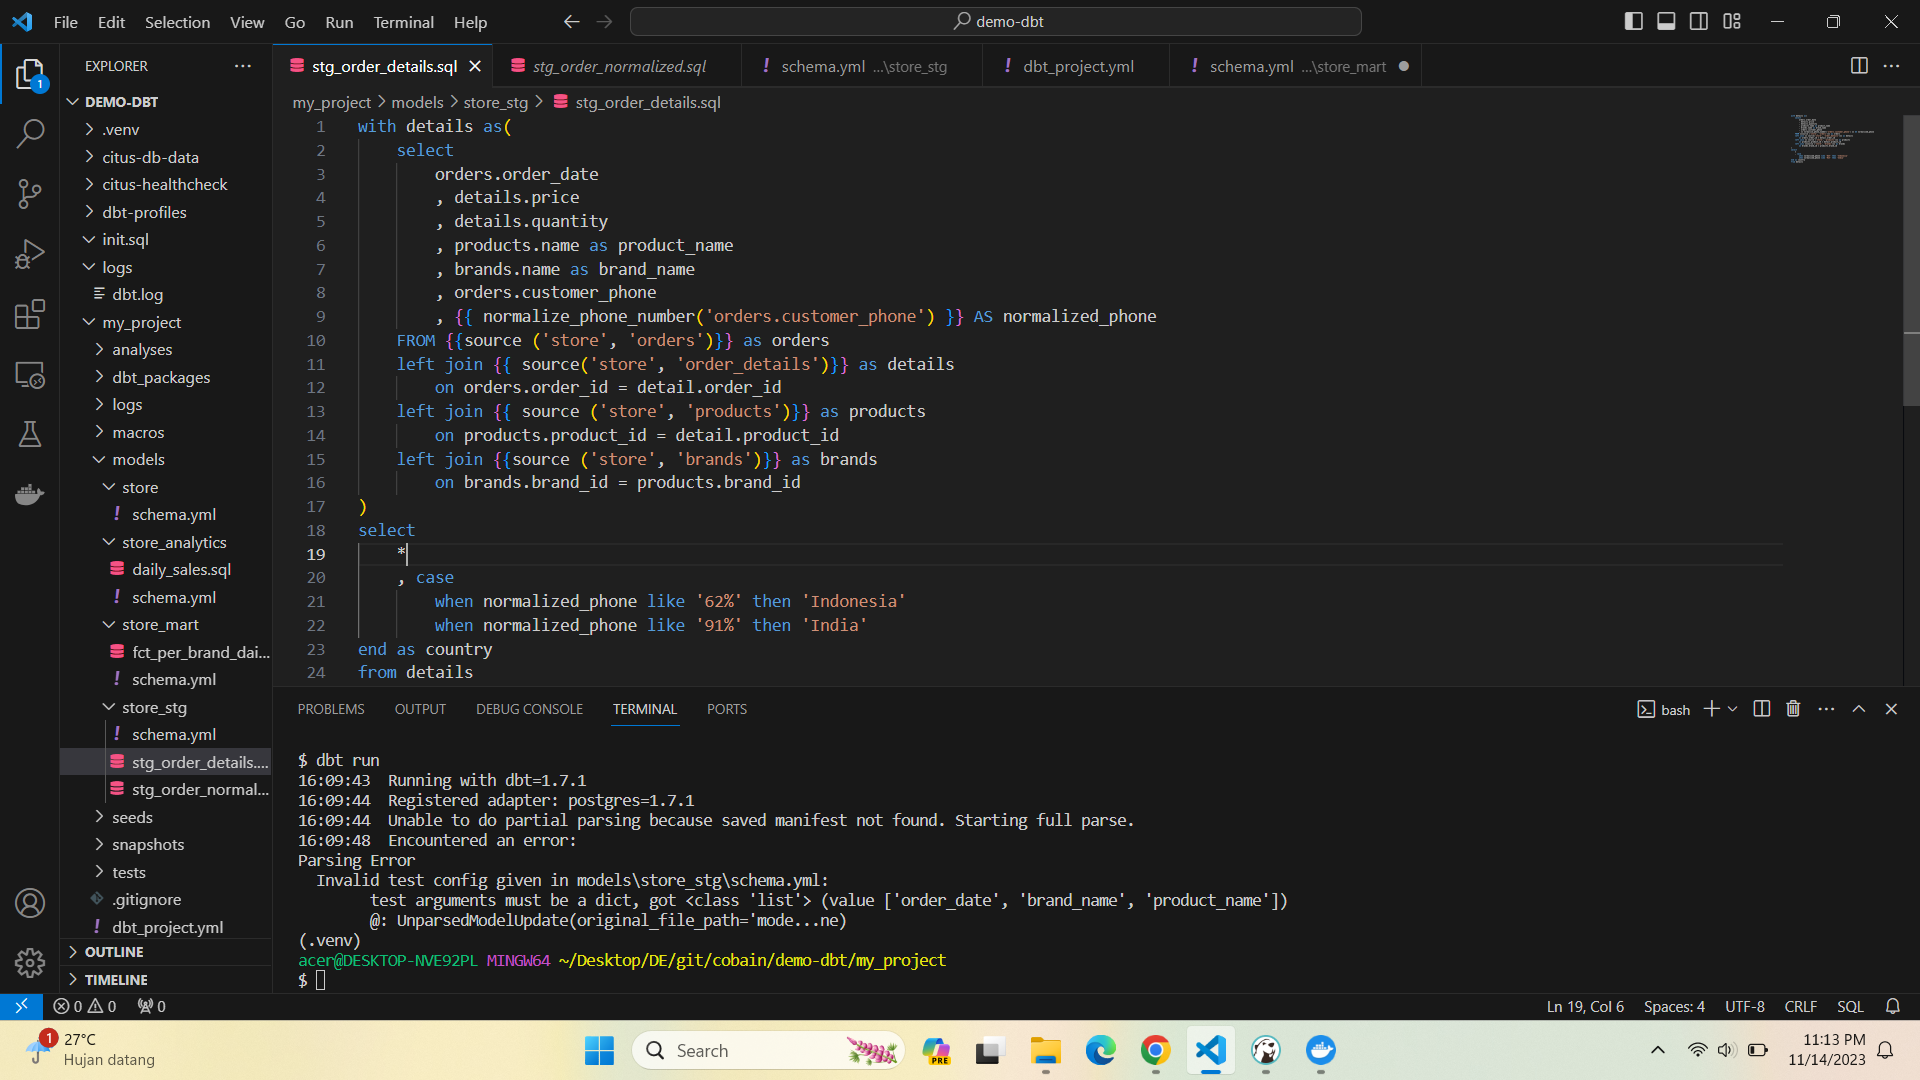 File Edit Selection View Go Run Terminal Help
demo-dbt
EXPLORER
1
DEMO-DBT
.venv
citus-db-data
citus-healthcheck
dbt-profiles
init.sql
logs
dbt.log
my_project
analyses
dbt_packages
logs
macros
models
store
schema.yml
store_analytics
daily_sales.sql
schema.yml
store_mart
fct_per_brand_dai...
schema.yml
store_stg
schema.yml
stg_order_details....
stg_order_normal...
seeds
snapshots
tests
.gitignore
dbt_project.yml
OUTLINE
TIMELINE
stg_order_details.sql
stg_order_normalized.sql
! schema.yml ...\store_stg
! dbt_project.yml
! schema.yml ...\store_mart
my_project > models > store_stg > stg_order_details.sql
1 with details as(
2 select
3 orders.order_date
4 , details.price
5 , details.quantity
6 , products.name as product_name
7 , brands.name as brand_name
8 , orders.customer_phone
9 , {{ normalize_phone_number('orders.customer_phone') }} AS normalized_phone
10 FROM {{source ('store', 'orders')}} as orders
11 left join {{ source('store', 'order_details')}} as details
12 on orders.order_id = detail.order_id
13 left join {{ source ('store', 'products')}} as products
14 on products.product_id = detail.product_id
15 left join {{source ('store', 'brands')}} as brands
16 on brands.brand_id = products.brand_id
17 )
18 select
19 *
20 , case
21 when normalized_phone like '62%' then 'Indonesia'
22 when normalized_phone like '91%' then 'India'
23 end as country
24 from details
PROBLEMS OUTPUT DEBUG CONSOLE TERMINAL PORTS
bash
$ dbt run
16:09:43 Running with dbt=1.7.1
16:09:44 Registered adapter: postgres=1.7.1
16:09:44 Unable to do partial parsing because saved manifest not found. Starting full parse.
16:09:48 Encountered an error:
Parsing Error
Invalid test config given in models\store_stg\schema.yml:
test arguments must be a dict, got <class 'list'> (value ['order_date', 'brand_name', 'product_name'])
@: UnparsedModelUpdate(original_file_path='mode...ne)
(.venv)
acer@DESKTOP-NVE92PL MINGW64 ~/Desktop/DE/git/cobain/demo-dbt/my_project
$
0 0 0
Ln 19, Col 6 Spaces: 4 UTF-8 CRLF SQL
1
27°C
Hujan datang
Search
PRE
11:13 PM
11/14/2023